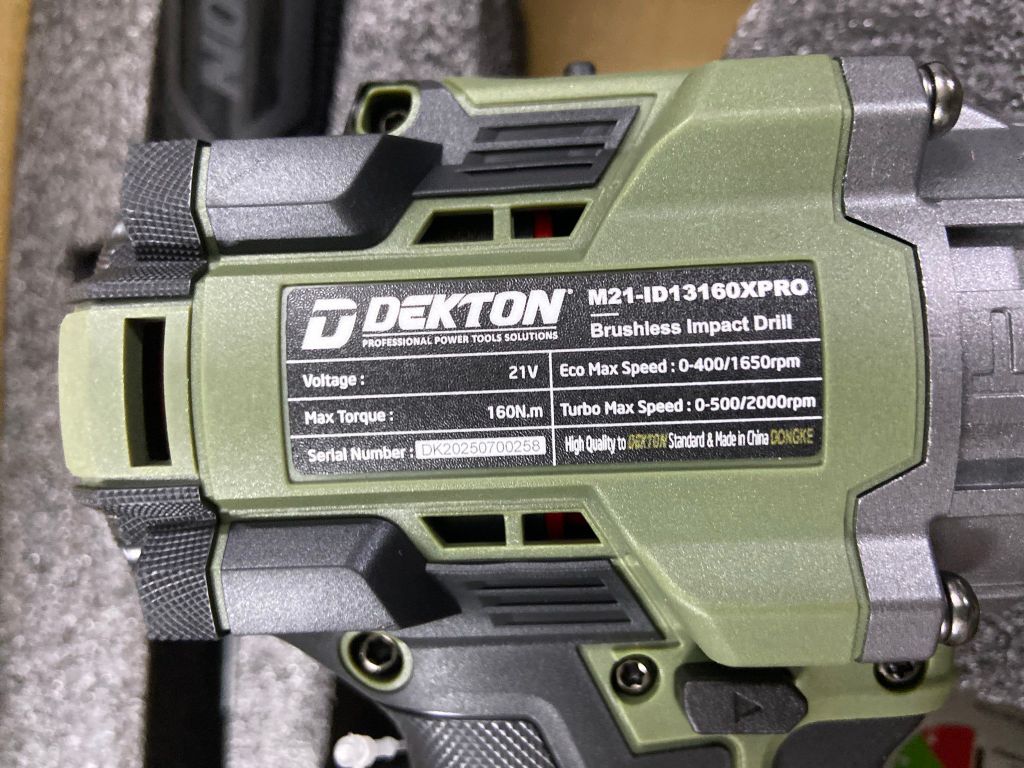 DEKTON
PROFESSIONAL POWER TOOLS SOLUTIONS
M21-ID13160XPRO
Brushless Impact Drill
Voltage : 21V
Max Torque : 160N.m
Serial Number : DK20250700258
Eco Max Speed : 0-400/1650rpm
Turbo Max Speed : 0-500/2000rpm
High Quality to DEKTON Standard & Made in China DONGKE